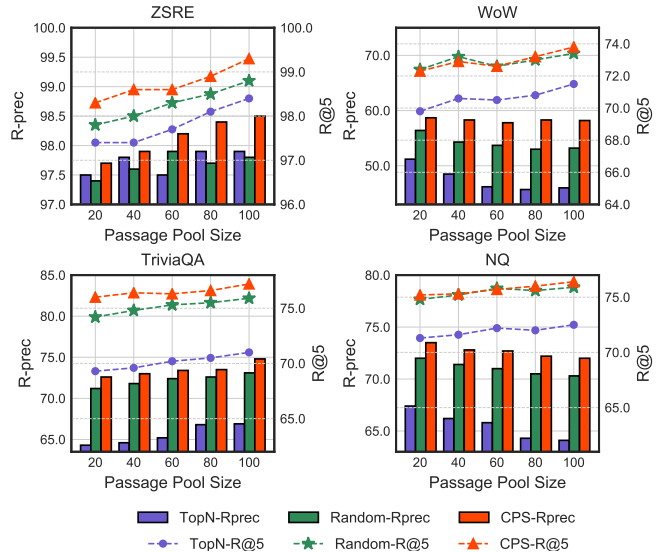 ZSRE
100.0
99.5
99.0
98.5
98.0
97.5
97.0
R-prec
100.0
99.0
98.0
97.0
96.0
R@5
20 40 60 80 100
Passage Pool Size
WoW
70.0
60.0
50.0
R-prec
74.0
72.0
70.0
68.0
66.0
64.0
R@5
20 40 60 80 100
Passage Pool Size
TriviaQA
85.0
80.0
75.0
70.0
65.0
R-prec
75.0
70.0
65.0
R@5
20 40 60 80 100
Passage Pool Size
NQ
80.0
75.0
70.0
65.0
R-prec
75.0
70.0
65.0
R@5
20 40 60 80 100
Passage Pool Size
TopN-Rprec Random-Rprec CPS-Rprec
TopN-R@5 Random-R@5 CPS-R@5